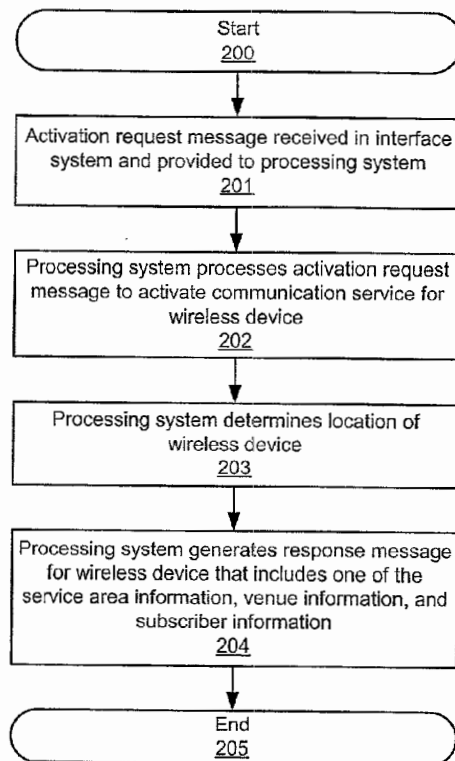 Start
200
Activation request message received in interface
system and provided to processing system
201
Processing system processes activation request
message to activate communication service for
wireless device
202
Processing system determines location of
wireless device
203
Processing system generates response message
for wireless device that includes one of the
service area information, venue information, and
subscriber information
204
End
205